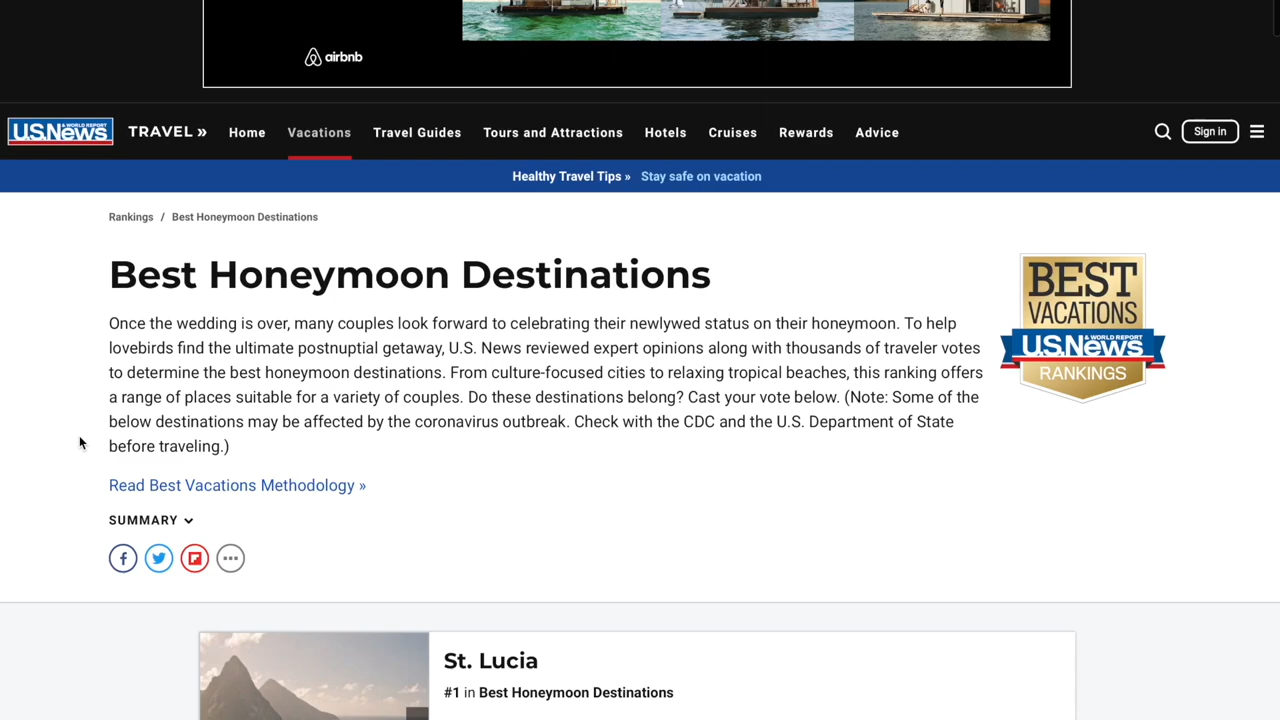 airbnb
U.S.News & WORLD REPORT
TRAVEL » Home Vacations Travel Guides Tours and Attractions Hotels Cruises Rewards Advice Sign in
Healthy Travel Tips » Stay safe on vacation
Rankings / Best Honeymoon Destinations
Best Honeymoon Destinations
Once the wedding is over, many couples look forward to celebrating their newlywed status on their honeymoon. To help
lovebirds find the ultimate postnuptial getaway, U.S. News reviewed expert opinions along with thousands of traveler votes
to determine the best honeymoon destinations. From culture-focused cities to relaxing tropical beaches, this ranking offers
a range of places suitable for a variety of couples. Do these destinations belong? Cast your vote below. (Note: Some of the
below destinations may be affected by the coronavirus outbreak. Check with the CDC and the U.S. Department of State
before traveling.)
BEST
VACATIONS
U.S.News & WORLD REPORT
RANKINGS
Read Best Vacations Methodology »
SUMMARY
St. Lucia
#1 in Best Honeymoon Destinations